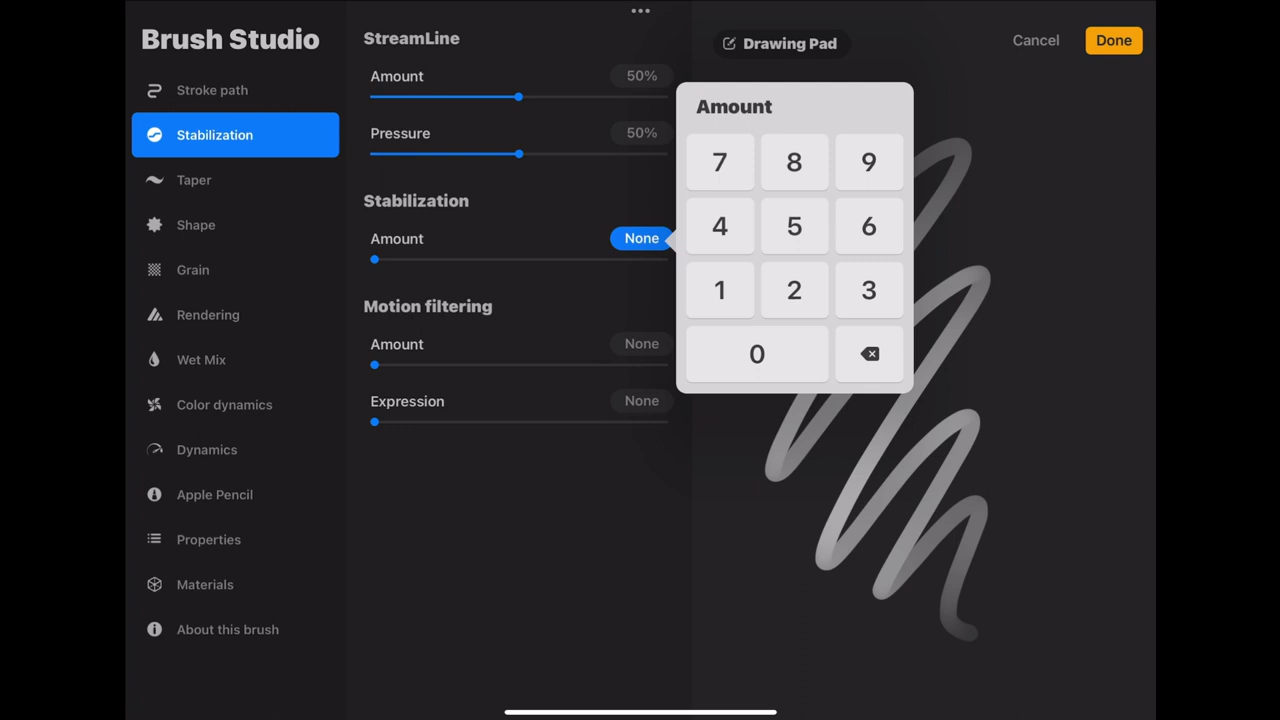 Brush Studio
Stroke path
Stabilization
Taper
Shape
Grain
Rendering
Wet Mix
Color dynamics
Dynamics
Apple Pencil
Properties
Materials
About this brush
StreamLine
Amount 50%
Pressure 50%
Stabilization
Amount None
Motion filtering
Amount None
Expression None
Drawing Pad
Cancel
Done
Amount
7 8 9
4 5 6
1 2 3
0